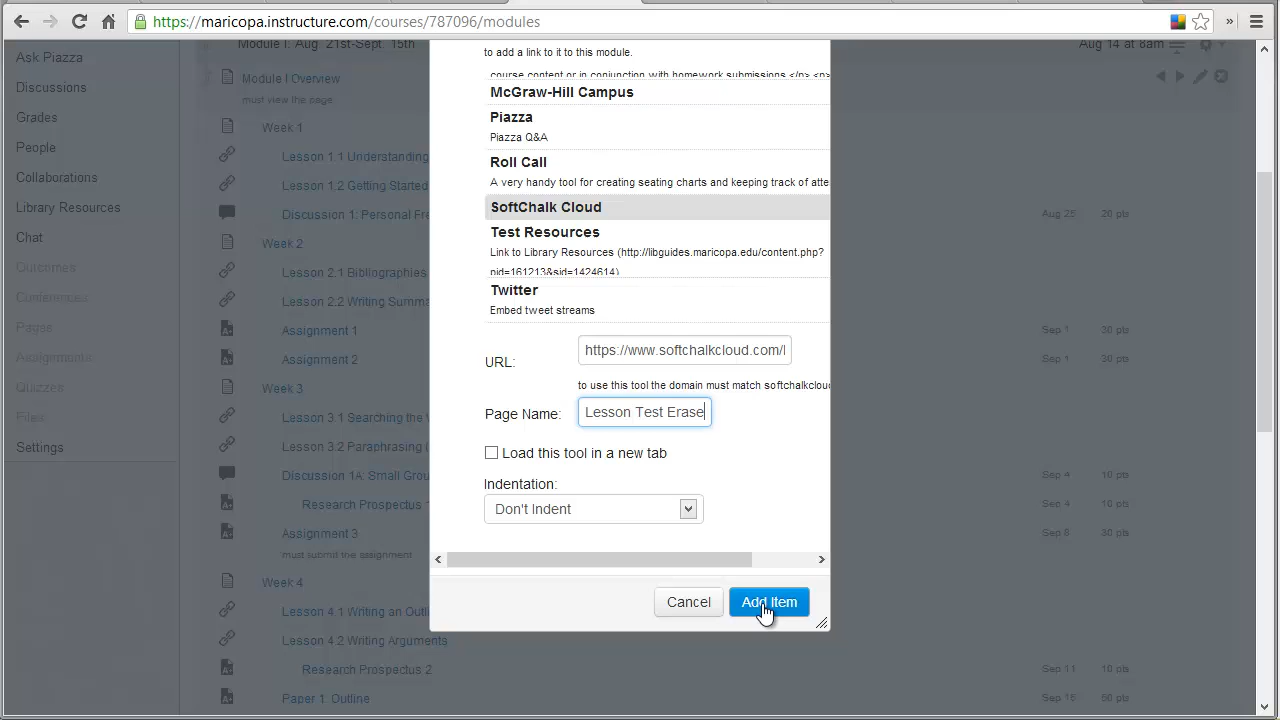 https://maricopa.instructure.com/courses/787096/modules
Ask Piazza
Discussions
Grades
People
Collaborations
Library Resources
Chat
Outcomes
Conferences
Pages
Assignments
Quizzes
Files
Settings
Module I: Aug. 21st-Sept. 15th
Aug 14 at 8am
Module I Overview
must view the page
Week 1
Lesson 1.1 Understanding
Lesson 1.2 Getting Started
Discussion 1: Personal Fre
Aug 25
20 pts
Week 2
Lesson 2.1 Bibliographies
Lesson 2.2 Writing Summa
Assignment 1
Sep 1
30 pts
Assignment 2
Sep 1
30 pts
Week 3
Lesson 3.1 Searching the
Lesson 3.2 Paraphrasing (
Discussion 1A: Small Grou
Sep 4
10 pts
Research Prospectus 1
Sep 4
10 pts
Assignment 3
Sep 8
30 pts
must submit the assignment
Week 4
Lesson 4.1 Writing an Outl
Lesson 4.2 Writing Arguments
Research Prospectus 2
Sep 11
10 pts
Paper 1: Outline
Sep 15
50 pts
to add a link to it to this module.
course content or in conjunction with homework submissions.</p> <p>
McGraw-Hill Campus
Piazza
Piazza Q&A
Roll Call
A very handy tool for creating seating charts and keeping track of atte
SoftChalk Cloud
Test Resources
Link to Library Resources (http://libguides.maricopa.edu/content.php?
pid=161213&sid=1424614)
Twitter
Embed tweet streams
URL:
https://www.softchalkcloud.com/l
to use this tool the domain must match softchalkclou
Page Name:
Lesson Test Erase
Load this tool in a new tab
Indentation:
Don't Indent
Cancel
Add Item